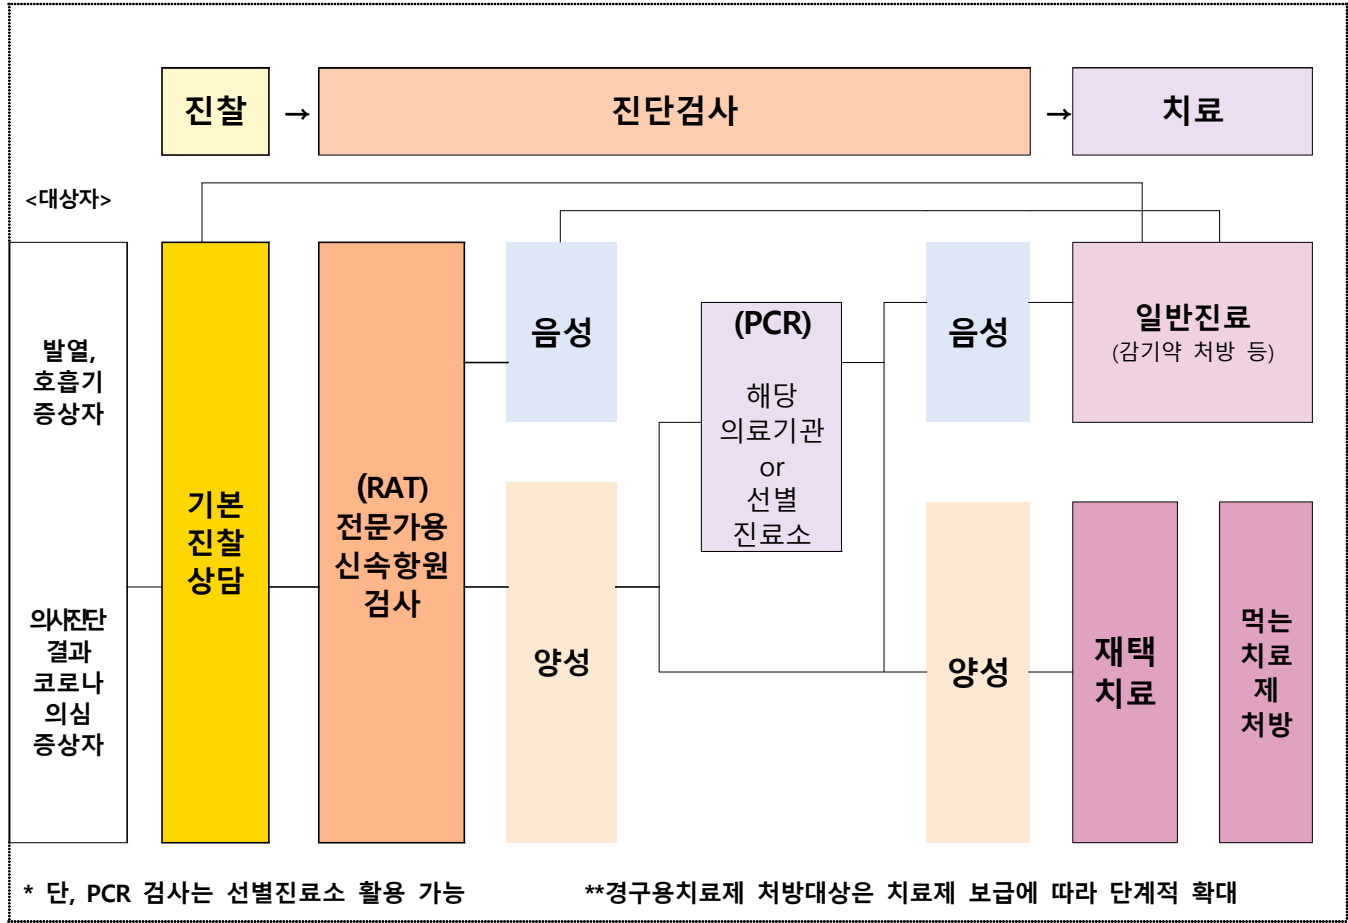 진찰 → 진단검사 → 치료
<대상자>
발열,
호흡기
증상자
의사진단
결과
코로나
의심
증상자
기본
진찰
상담
(RAT)
전문가용
신속항원
검사
음성
양성
(PCR)
해당
의료기관
or
선별
진료소
음성
양성
일반진료
(감기약 처방 등)
재택
치료
먹는
치료
제
처방
* 단, PCR 검사는 선별진료소 활용 가능
**경구용치료제 처방대상은 치료제 보급에 따라 단계적 확대